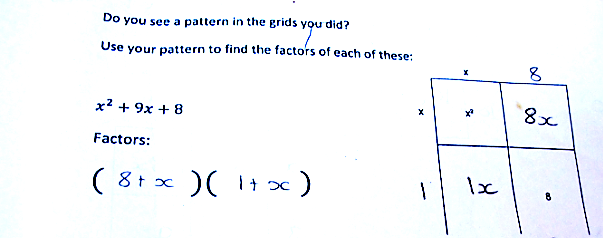 Do you see a pattern in the grids you did?
Use your pattern to find the factors of each of these:
x 8
x² + 9x + 8
x x² 8x
Factors:
( 8 + x )( 1 + x )
1 1x 8